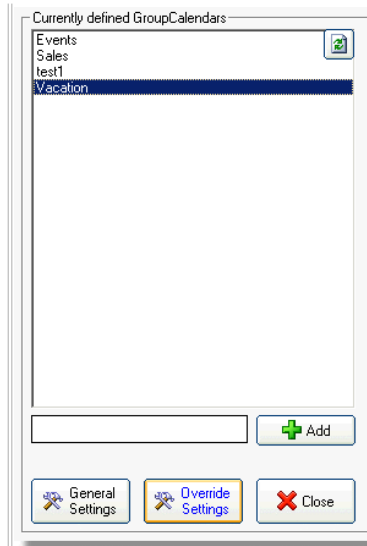 Currently defined GroupCalendars
Events
Sales
test1
Vacation
Add
General
Settings
Override
Settings
Close